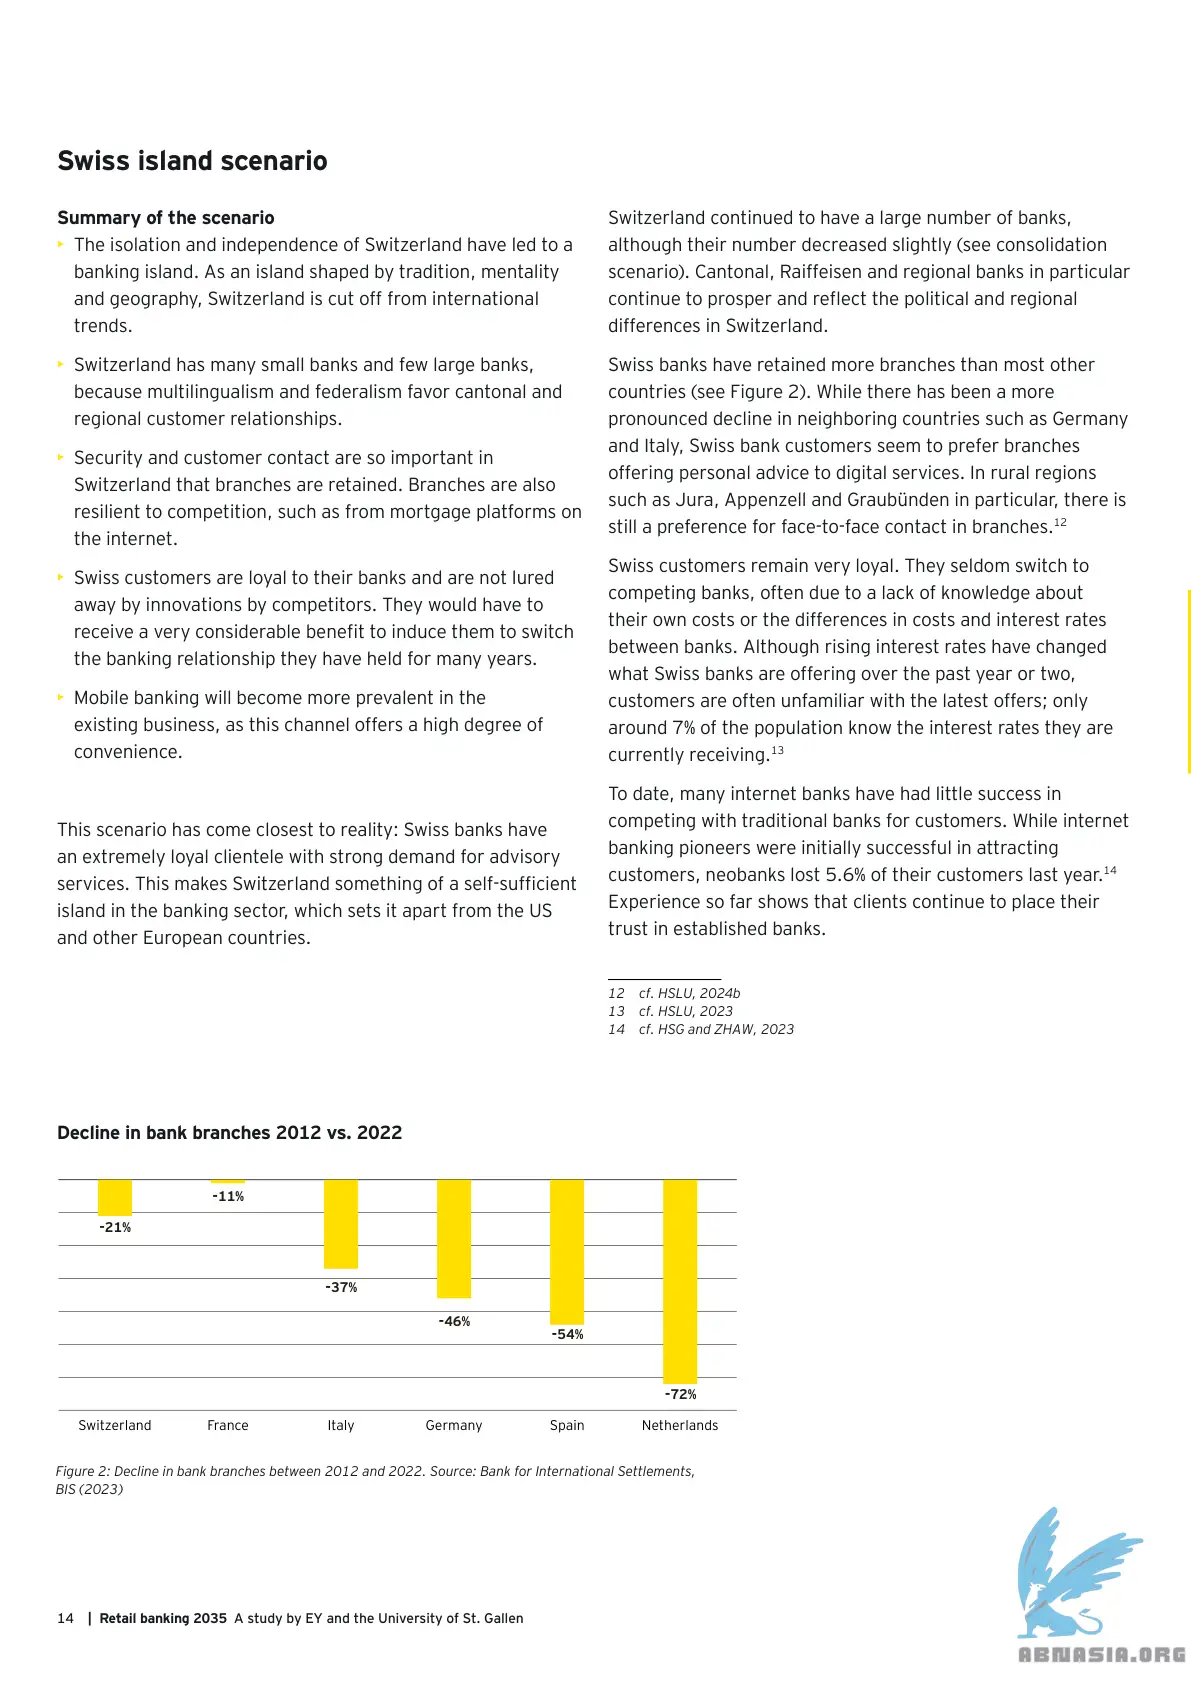 Swiss island scenario
Summary of the scenario
‣ The isolation and independence of Switzerland have led to a
banking island. As an island shaped by tradition, mentality
and geography, Switzerland is cut off from international
trends.
‣ Switzerland has many small banks and few large banks,
because multilingualism and federalism favor cantonal and
regional customer relationships.
‣ Security and customer contact are so important in
Switzerland that branches are retained. Branches are also
resilient to competition, such as from mortgage platforms on
the internet.
‣ Swiss customers are loyal to their banks and are not lured
away by innovations by competitors. They would have to
receive a very considerable benefit to induce them to switch
the banking relationship they have held for many years.
‣ Mobile banking will become more prevalent in the
existing business, as this channel offers a high degree of
convenience.
This scenario has come closest to reality: Swiss banks have
an extremely loyal clientele with strong demand for advisory
services. This makes Switzerland something of a self-sufficient
island in the banking sector, which sets it apart from the US
and other European countries.
Switzerland continued to have a large number of banks,
although their number decreased slightly (see consolidation
scenario). Cantonal, Raiffeisen and regional banks in particular
continue to prosper and reflect the political and regional
differences in Switzerland.
Swiss banks have retained more branches than most other
countries (see Figure 2). While there has been a more
pronounced decline in neighboring countries such as Germany
and Italy, Swiss bank customers seem to prefer branches
offering personal advice to digital services. In rural regions
such as Jura, Appenzell and Graubünden in particular, there is
still a preference for face-to-face contact in branches.12
Swiss customers remain very loyal. They seldom switch to
competing banks, often due to a lack of knowledge about
their own costs or the differences in costs and interest rates
between banks. Although rising interest rates have changed
what Swiss banks are offering over the past year or two,
customers are often unfamiliar with the latest offers; only
around 7% of the population know the interest rates they are
currently receiving.13
To date, many internet banks have had little success in
competing with traditional banks for customers. While internet
banking pioneers were initially successful in attracting
customers, neobanks lost 5.6% of their customers last year.14
Experience so far shows that clients continue to place their
trust in established banks.
12 cf. HSLU, 2024b
13 cf. HSLU, 2023
14 cf. HSG and ZHAW, 2023
Decline in bank branches 2012 vs. 2022
-21%
-11%
-37%
-46%
-54%
-72%
Switzerland France Italy Germany Spain Netherlands
Figure 2: Decline in bank branches between 2012 and 2022. Source: Bank for International Settlements,
BIS (2023)
14 | Retail banking 2035 A study by EY and the University of St. Gallen
ABNASIA.ORG